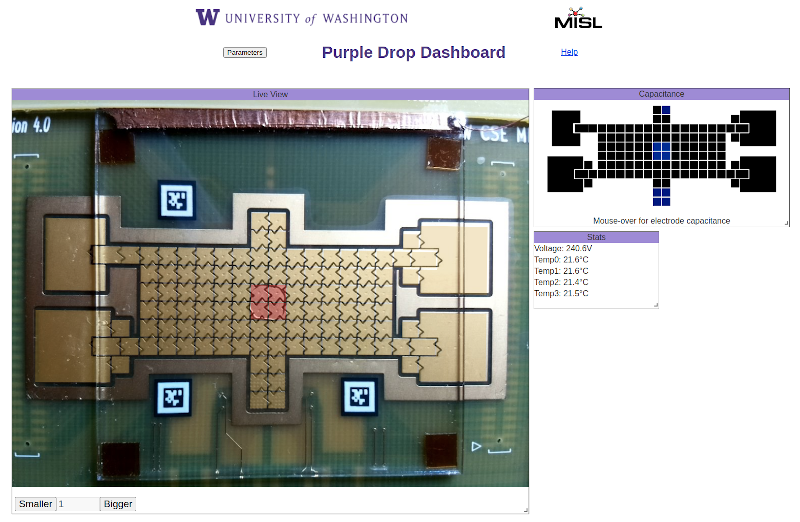 UNIVERSITY of WASHINGTON
MISL
Parameters
Purple Drop Dashboard
Help
Live View
ion 4.0
W CSE M
Smaller 1 Bigger
Capacitance
Mouse-over for electrode capacitance
Stats
Voltage: 240.6V
Temp0: 21.6°C
Temp1: 21.6°C
Temp2: 21.4°C
Temp3: 21.5°C